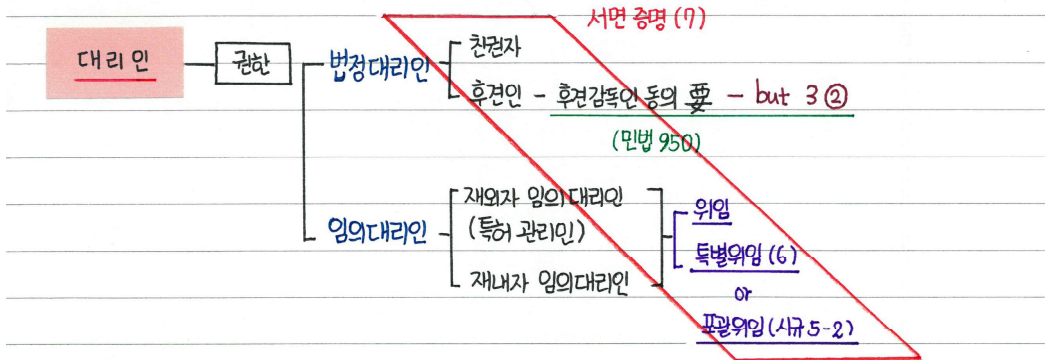 서면 증명 (7)
대리인
권한
법정대리인
친권자
후견인 - 후견감독인 동의 要 - but 3②
(민법 950)
임의대리인
재외자 임의대리인
(특허 관리인)
재내자 임의대리인
위임
특별위임 (6)
or
포괄위임 (시규 5-2)